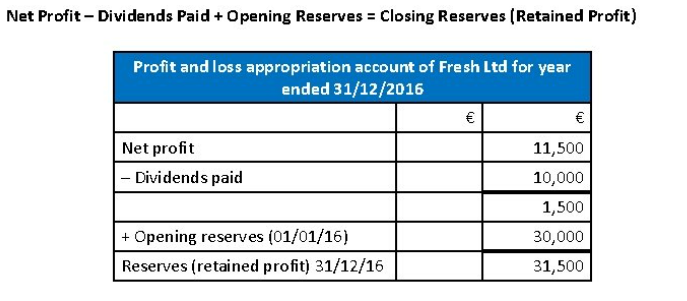 Net Profit – Dividends Paid + Opening Reserves = Closing Reserves (Retained Profit)
Profit and loss appropriation account of Fresh Ltd for year
ended 31/12/2016
€ €
Net profit 11,500
– Dividends paid 10,000
1,500
+ Opening reserves (01/01/16) 30,000
Reserves (retained profit) 31/12/16 31,500